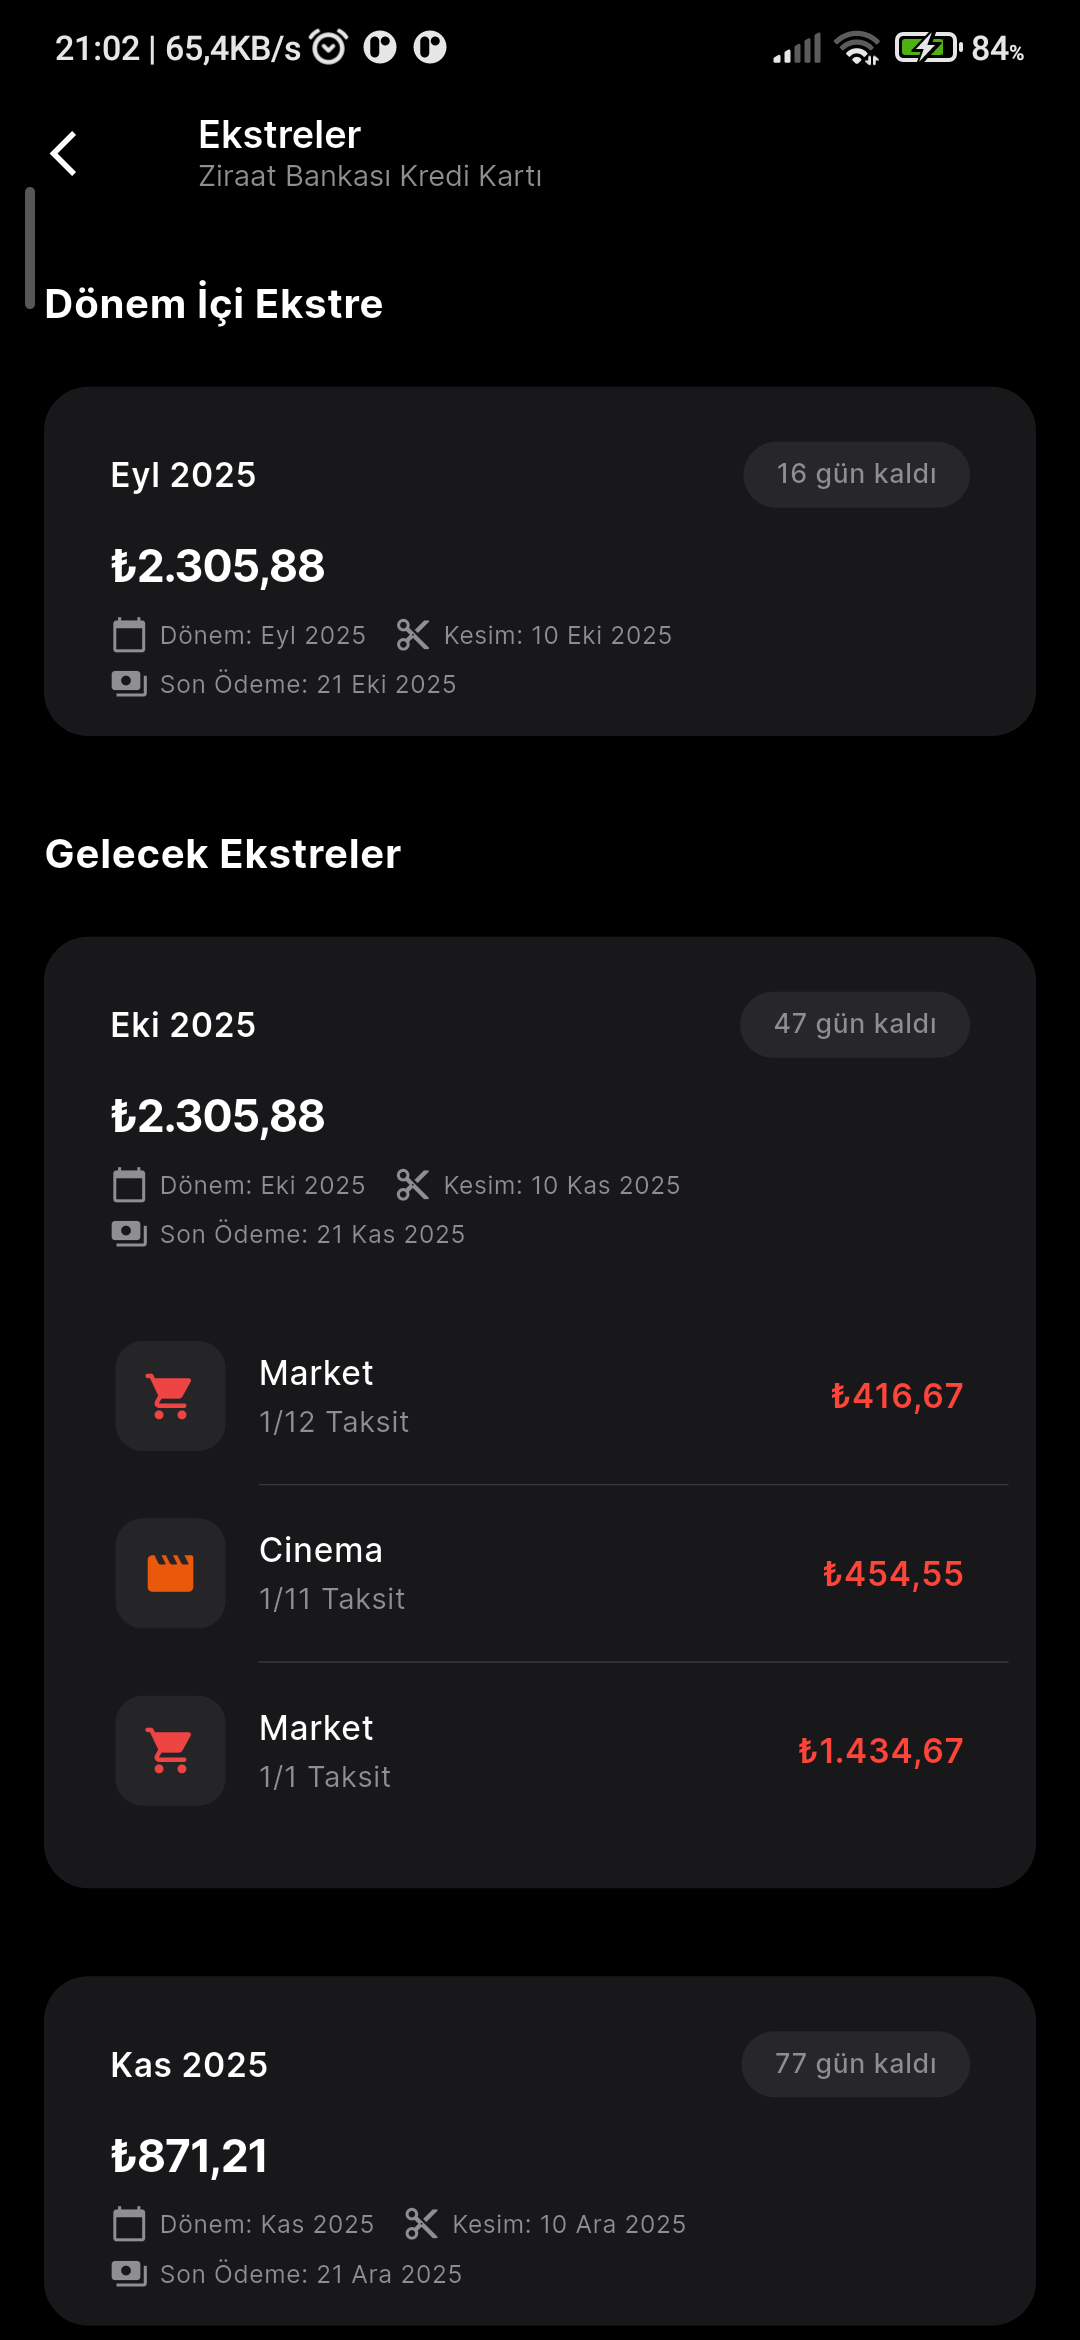 21:02 | 65,4KB/s 84%
Ekstreler
Ziraat Bankası Kredi Kartı
Dönem İçi Ekstre
Eyl 2025 16 gün kaldı
₺2.305,88
Dönem: Eyl 2025 Kesim: 10 Eki 2025
Son Ödeme: 21 Eki 2025
Gelecek Ekstreler
Eki 2025 47 gün kaldı
₺2.305,88
Dönem: Eki 2025 Kesim: 10 Kas 2025
Son Ödeme: 21 Kas 2025
Market
1/12 Taksit
₺416,67
Cinema
1/11 Taksit
₺454,55
Market
1/1 Taksit
₺1.434,67
Kas 2025 77 gün kaldı
₺871,21
Dönem: Kas 2025 Kesim: 10 Ara 2025
Son Ödeme: 21 Ara 2025